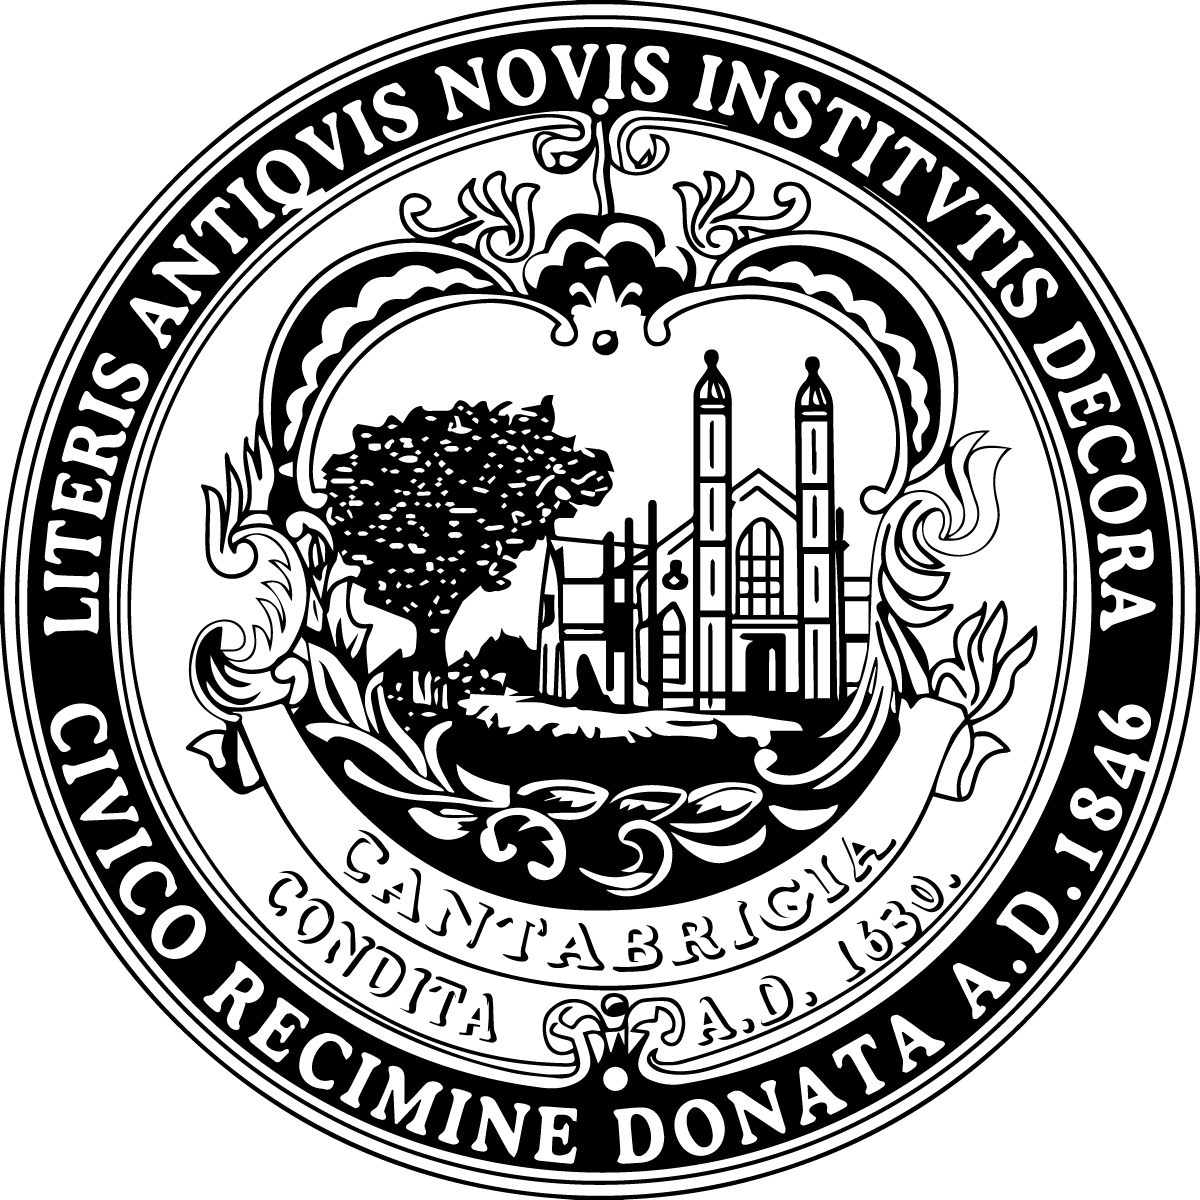 LITERIS ANTIQVIS NOVIS INSTITVTIS DECORA
CIVICO RECIMINE DONATA A.D.1846
CANTABRIGIA
CONDITA A.D. 1630.